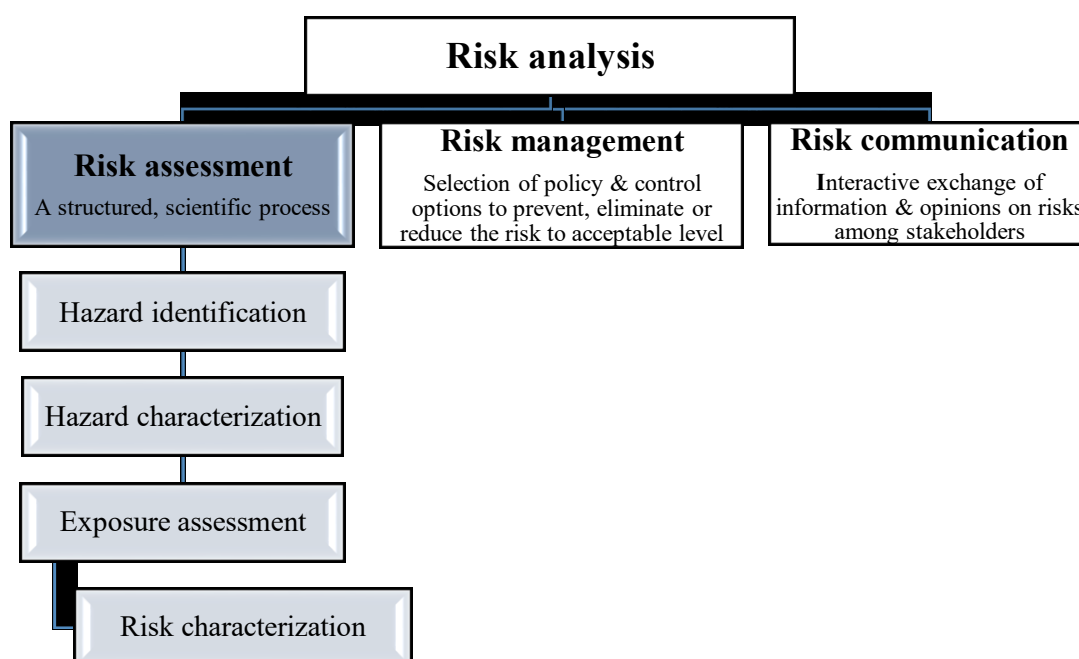 Risk analysis
Risk assessment
A structured, scientific process
Risk management
Selection of policy & control
options to prevent, eliminate or
reduce the risk to acceptable level
Risk communication
Interactive exchange of
information & opinions on risks
among stakeholders
Hazard identification
Hazard characterization
Exposure assessment
Risk characterization